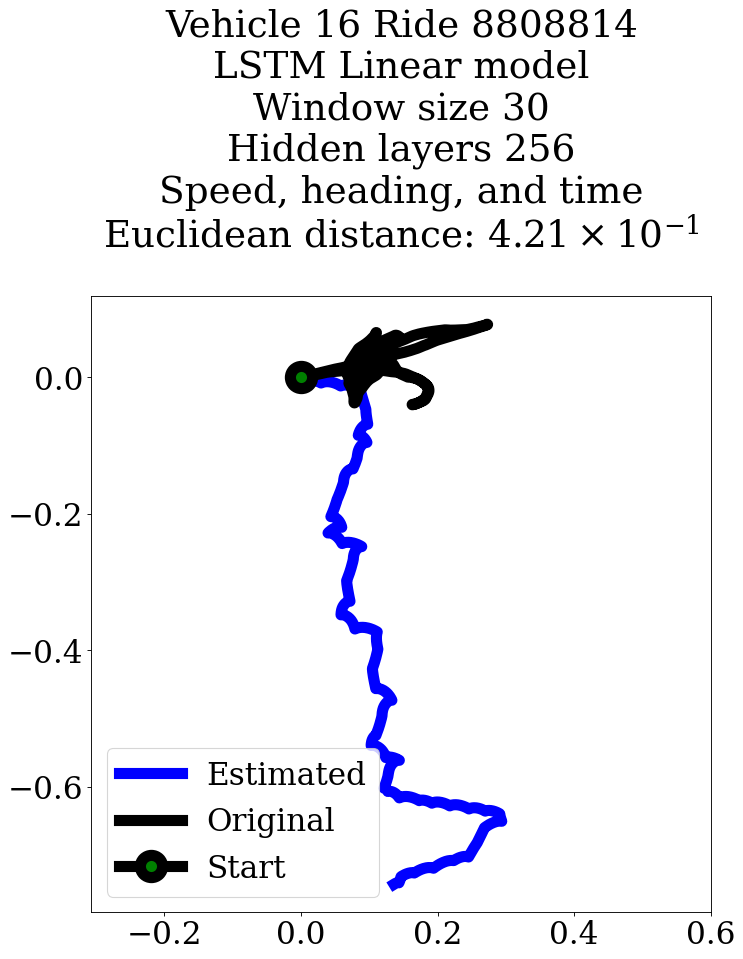 Vehicle 16 Ride 8808814
LSTM Linear model
Window size 30
Hidden layers 256
Speed, heading, and time
Euclidean distance: 4.21 × 10⁻¹
0.0
−0.2
−0.4
−0.6
Estimated
Original
Start
−0.2 0.0 0.2 0.4 0.6